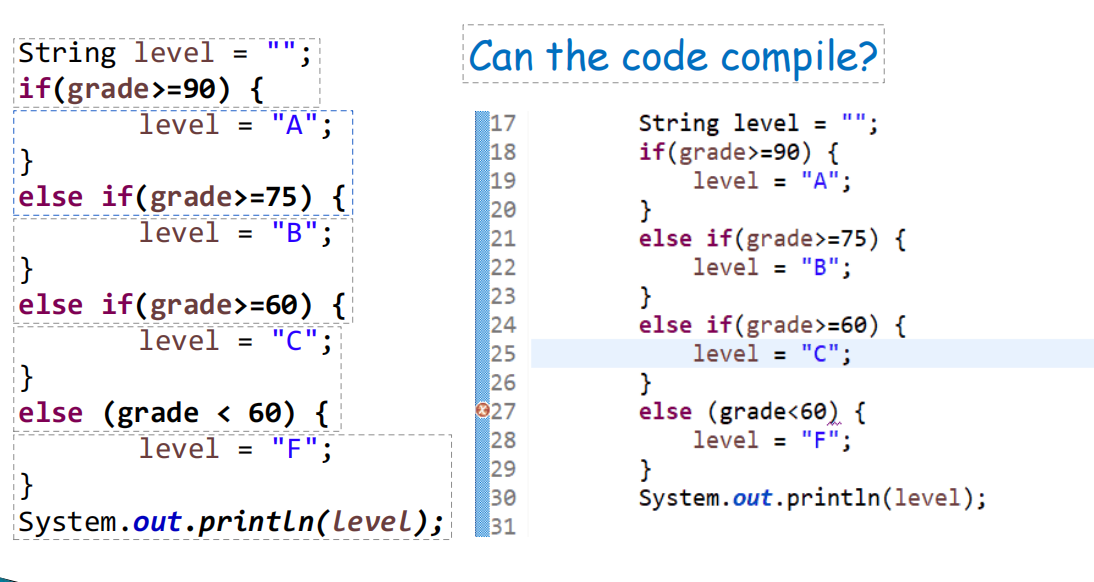 String level = "";
if(grade>=90) {
level = "A";
}
else if(grade>=75) {
level = "B";
}
else if(grade>=60) {
level = "C";
}
else (grade < 60) {
level = "F";
}
System.out.println(level);
Can the code compile?
17 String level = "";
18 if(grade>=90) {
19 level = "A";
20 }
21 else if(grade>=75) {
22 level = "B";
23 }
24 else if(grade>=60) {
25 level = "C";
26 }
27 else (grade<60) {
28 level = "F";
29 }
30 System.out.println(level);
31